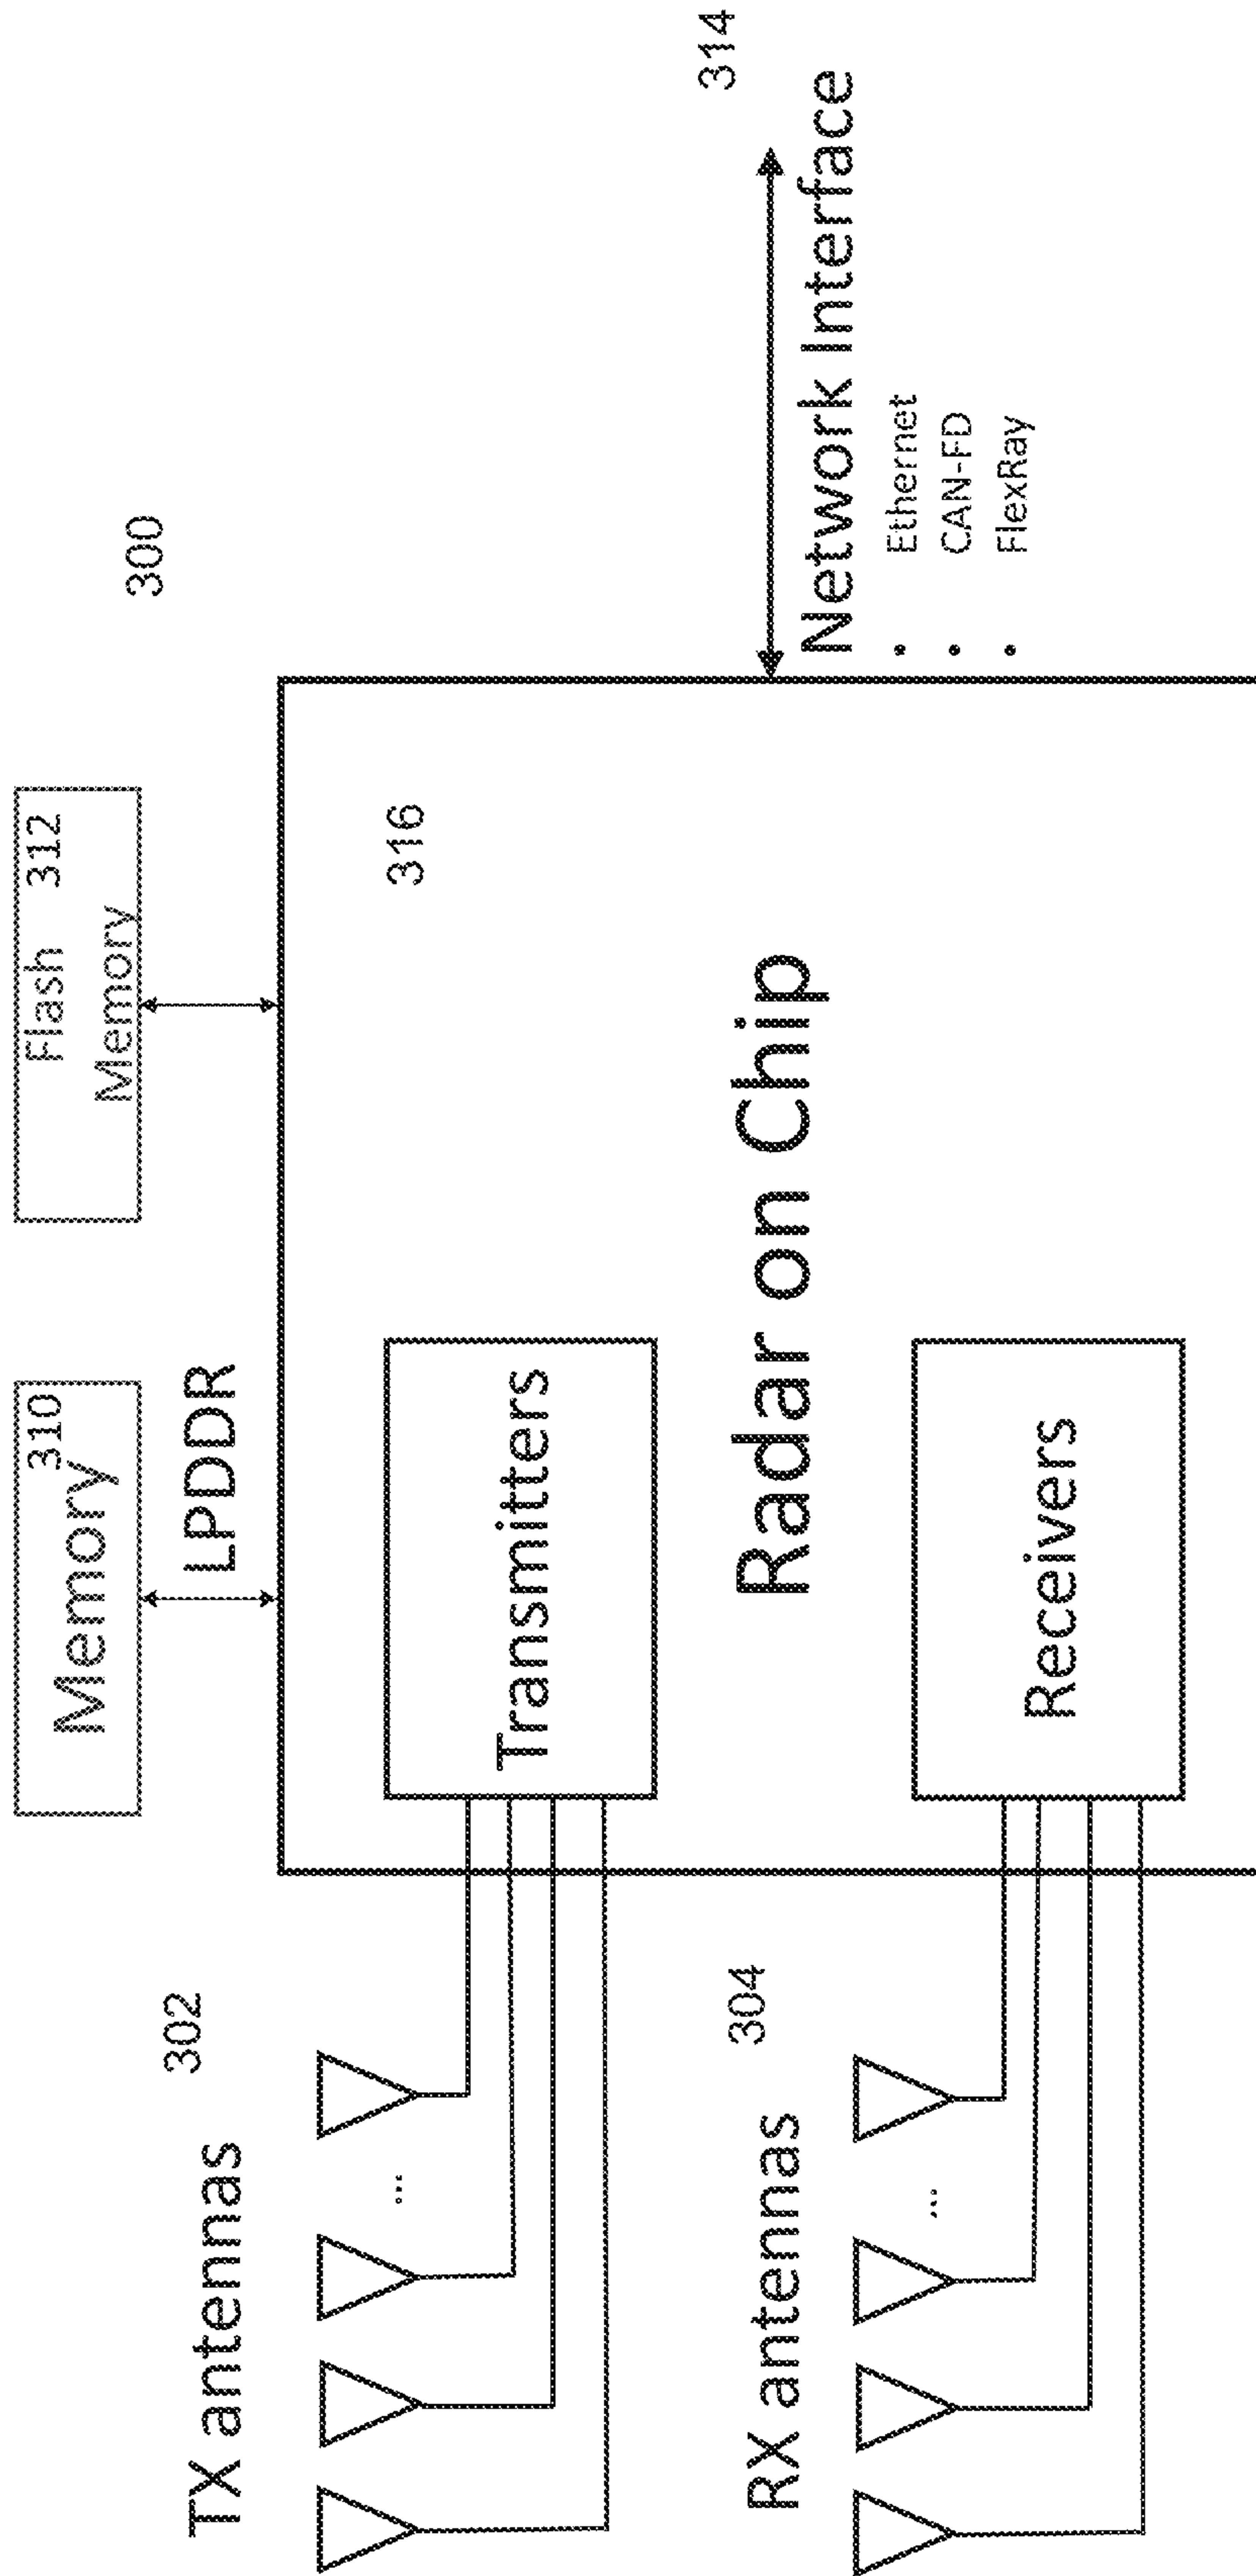 300
Memory
310
Flash 312
Memory
LPDDR
302
TX antennas
...
Transmitters
316
314
Radar on Chip
Network Interface
• Ethernet
• CAN-FD
• FlexRay
304
RX antennas
...
Receivers